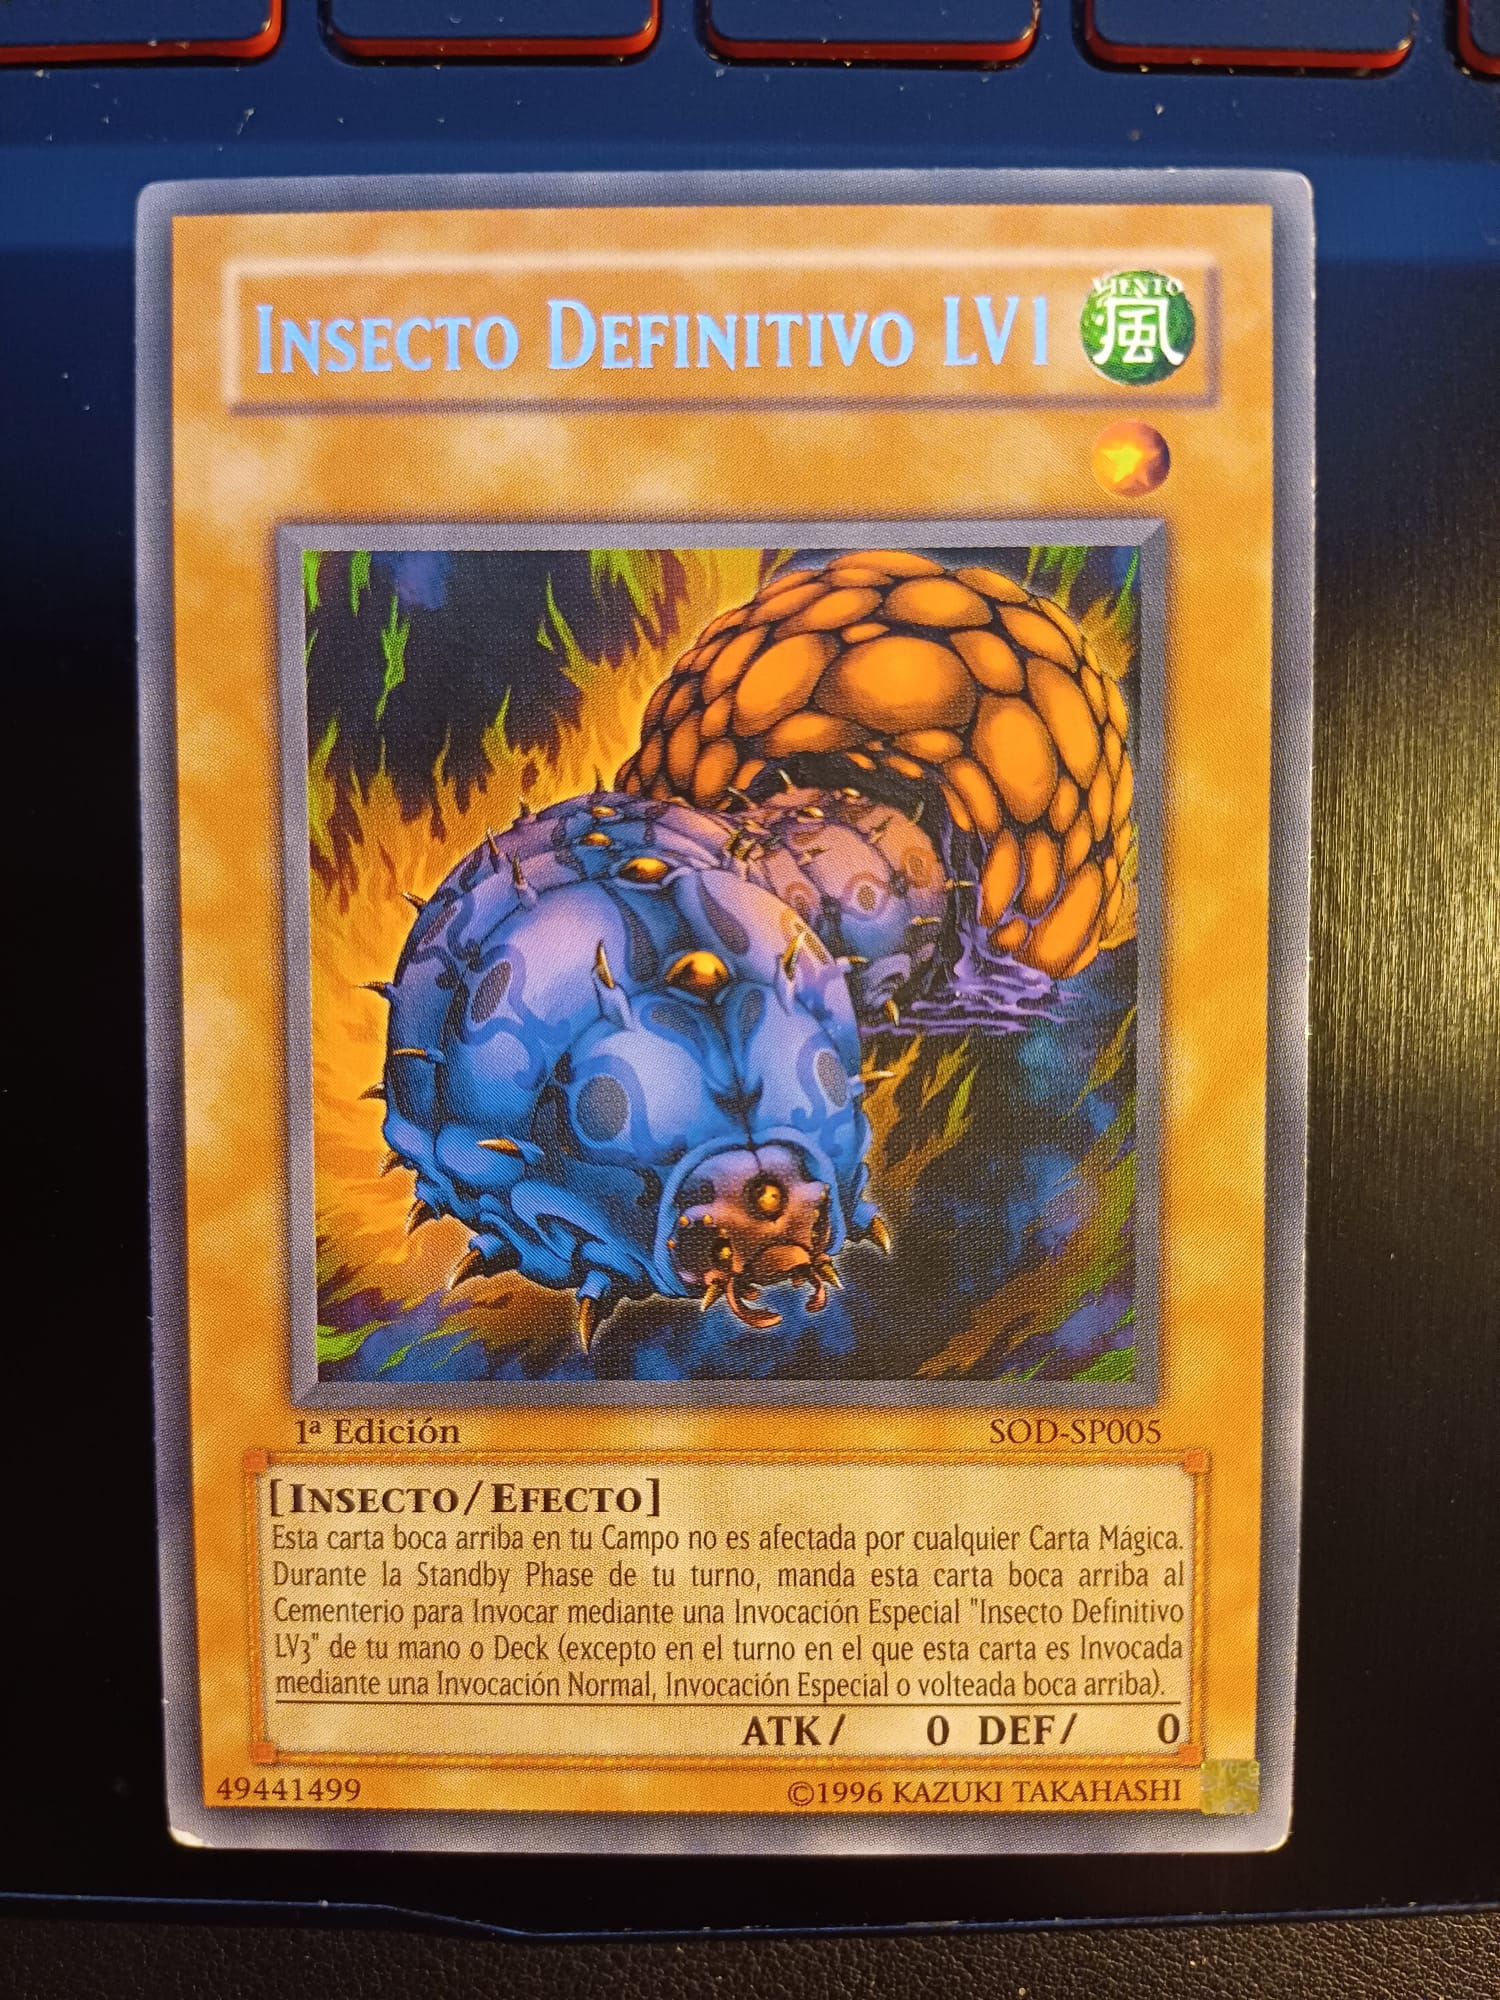 INSECTO DEFINITIVO LV1
VIENTO
風
1ª Edición
SOD-SP005
[INSECTO/EFECTO]
Esta carta boca arriba en tu Campo no es afectada por cualquier Carta Mágica.
Durante la Standby Phase de tu turno, manda esta carta boca arriba al
Cementerio para Invocar mediante una Invocación Especial "Insecto Definitivo
LV3" de tu mano o Deck (excepto en el turno en el que esta carta es Invocada
mediante una Invocación Normal, Invocación Especial o volteada boca arriba).
ATK/ 0 DEF/ 0
49441499
©1996 KAZUKI TAKAHASHI